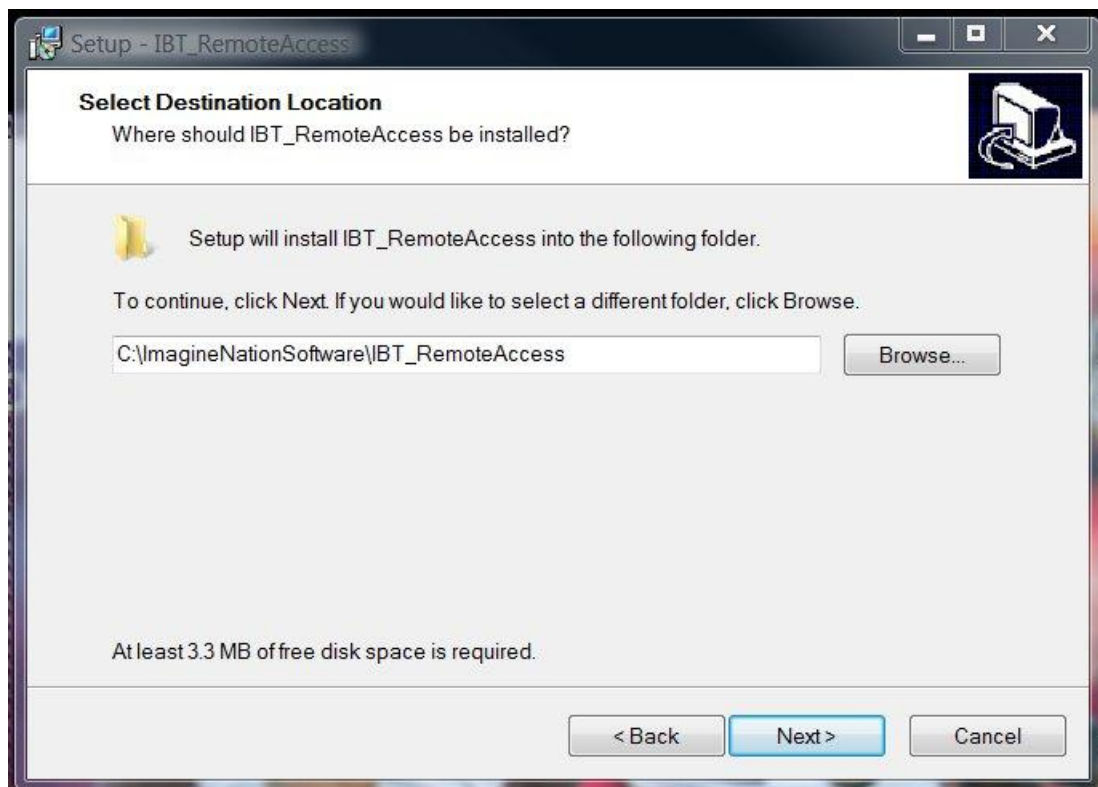 Setup - IBT_RemoteAccess
Select Destination Location
Where should IBT_RemoteAccess be installed?
Setup will install IBT_RemoteAccess into the following folder.
To continue, click Next. If you would like to select a different folder, click Browse.
C:\ImagineNationSoftware\IBT_RemoteAccess
Browse...
At least 3.3 MB of free disk space is required.
< Back Next > Cancel